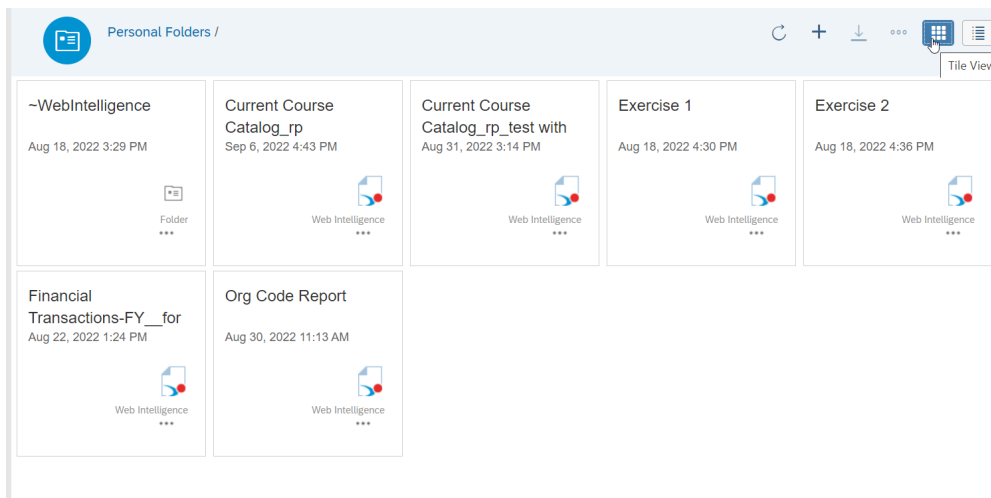 Personal Folders /
Tile View
~WebIntelligence
Aug 18, 2022 3:29 PM
Folder
Current Course
Catalog_rp
Sep 6, 2022 4:43 PM
Web Intelligence
Current Course
Catalog_rp_test with
Aug 31, 2022 3:14 PM
Web Intelligence
Exercise 1
Aug 18, 2022 4:30 PM
Web Intelligence
Exercise 2
Aug 18, 2022 4:36 PM
Web Intelligence
Financial
Transactions-FY__for
Aug 22, 2022 1:24 PM
Web Intelligence
Org Code Report
Aug 30, 2022 11:13 AM
Web Intelligence